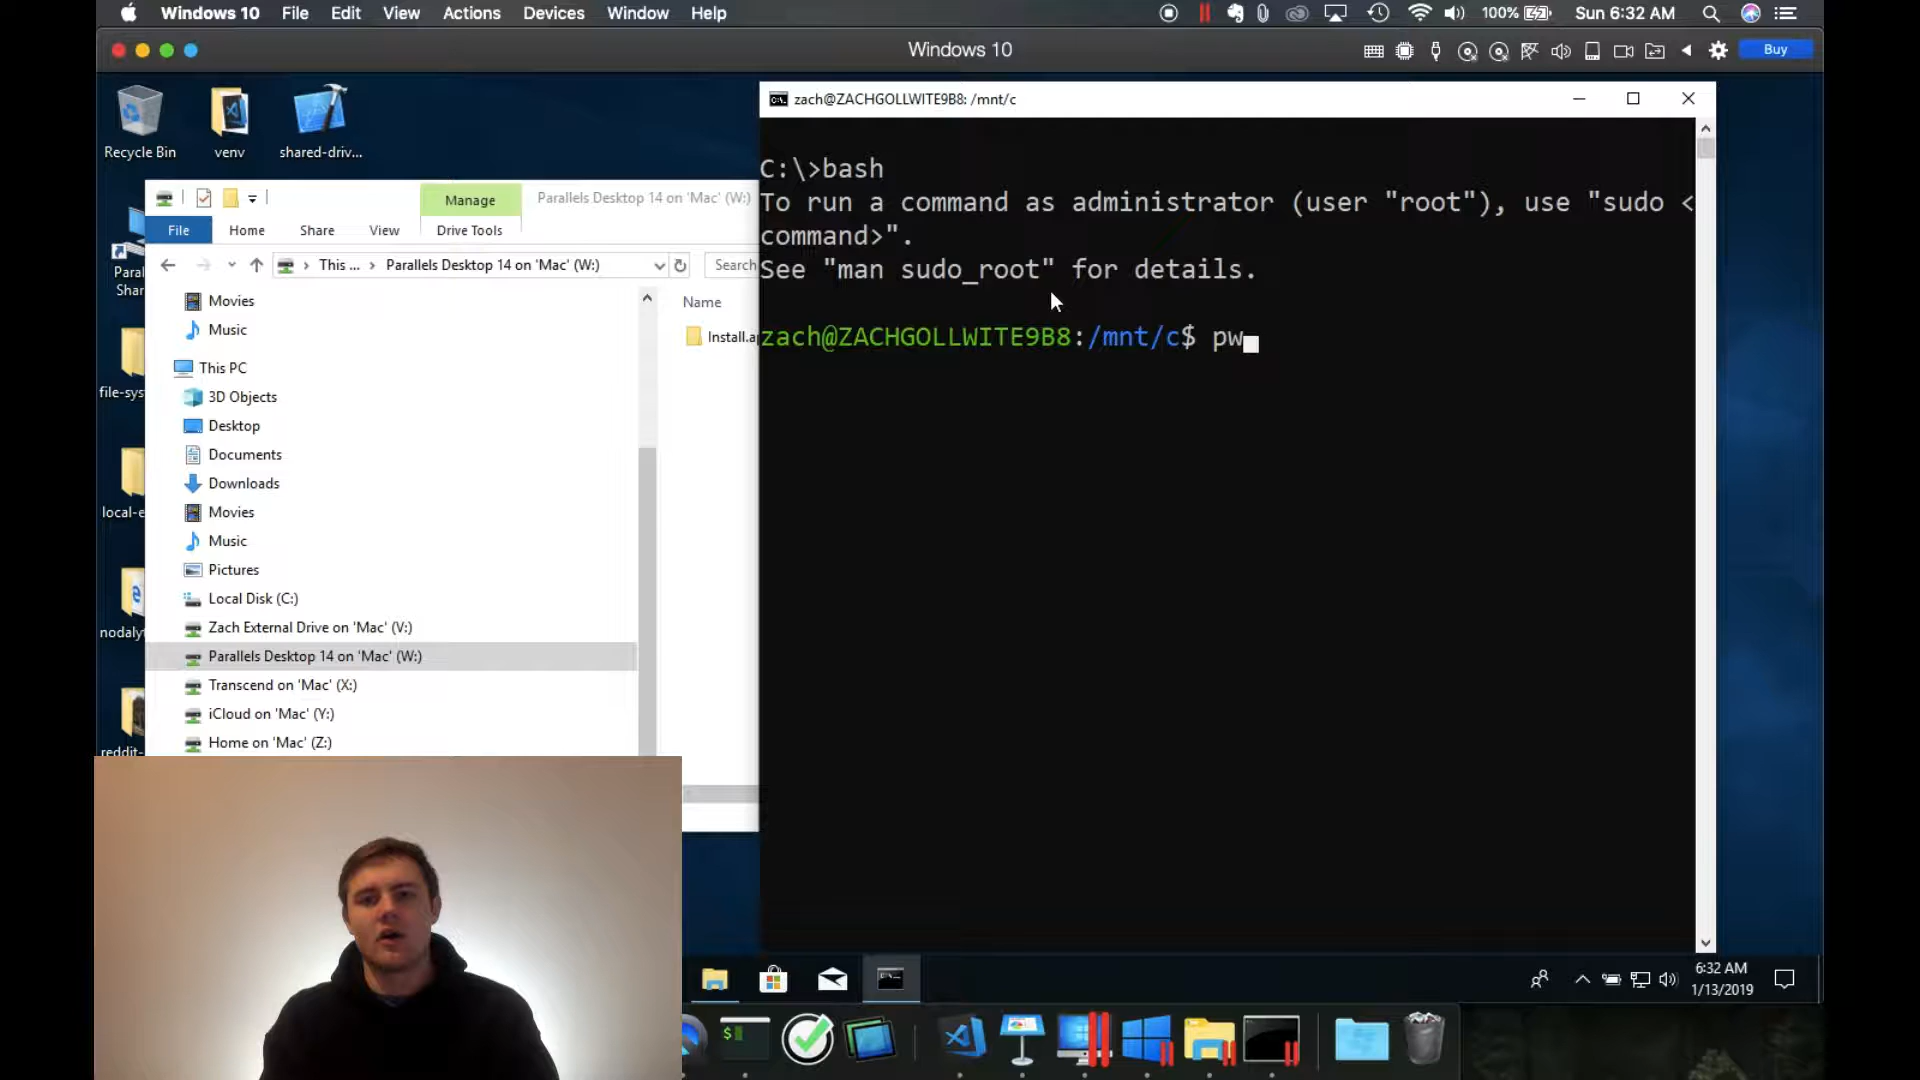 Windows 10 File Edit View Actions Devices Window Help 100% Sun 6:32 AM
Windows 10
Buy
Recycle Bin
venv
shared-driv...
zach@ZACHGOLLWITE9B8: /mnt/c
C:\>bash
To run a command as administrator (user "root"), use "sudo <
command>".
See "man sudo_root" for details.
zach@ZACHGOLLWITE9B8:/mnt/c$ pw
Manage
Parallels Desktop 14 on 'Mac' (W:)
File Home Share View Drive Tools
This ... Parallels Desktop 14 on 'Mac' (W:)
Search
Paral
Shar
file-sys
local-e
nodalyt
reddit-
Movies
Music
This PC
3D Objects
Desktop
Documents
Downloads
Movies
Music
Pictures
Local Disk (C:)
Zach External Drive on 'Mac' (V:)
Parallels Desktop 14 on 'Mac' (W:)
Transcend on 'Mac' (X:)
iCloud on 'Mac' (Y:)
Home on 'Mac' (Z:)
Name
Install.a
6:32 AM
1/13/2019
$